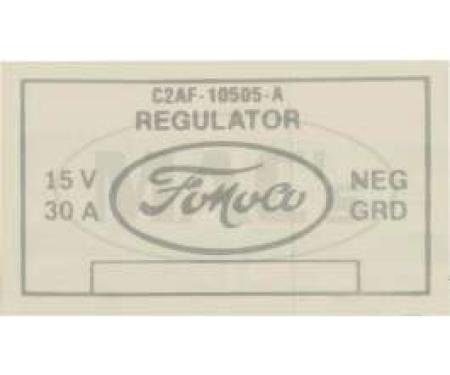 C2AF-10505-A
REGULATOR
15 V
30 A
FoMoCo
NEG
GRD